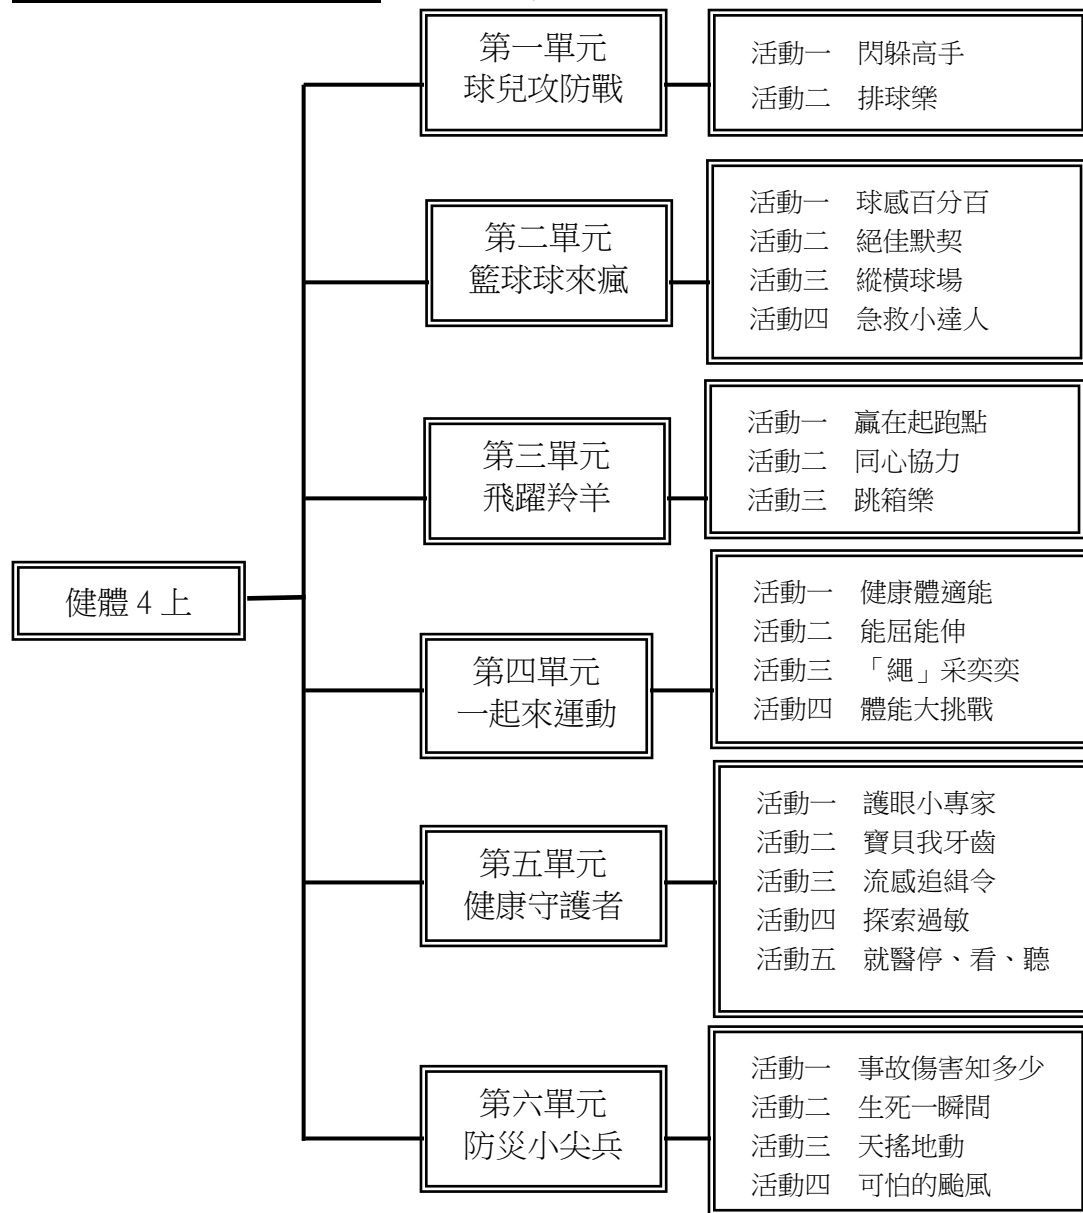 健體 4 上
第一單元
球兒攻防戰
活動一　閃躲高手
活動二　排球樂
第二單元
籃球球來瘋
活動一　球感百分百
活動二　絕佳默契
活動三　縱橫球場
活動四　急救小達人
第三單元
飛躍羚羊
活動一　贏在起跑點
活動二　同心協力
活動三　跳箱樂
第四單元
一起來運動
活動一　健康體適能
活動二　能屈能伸
活動三　「繩」采奕奕
活動四　體能大挑戰
第五單元
健康守護者
活動一　護眼小專家
活動二　寶貝我牙齒
活動三　流感追緝令
活動四　探索過敏
活動五　就醫停、看、聽
第六單元
防災小尖兵
活動一　事故傷害知多少
活動二　生死一瞬間
活動三　天搖地動
活動四　可怕的颱風